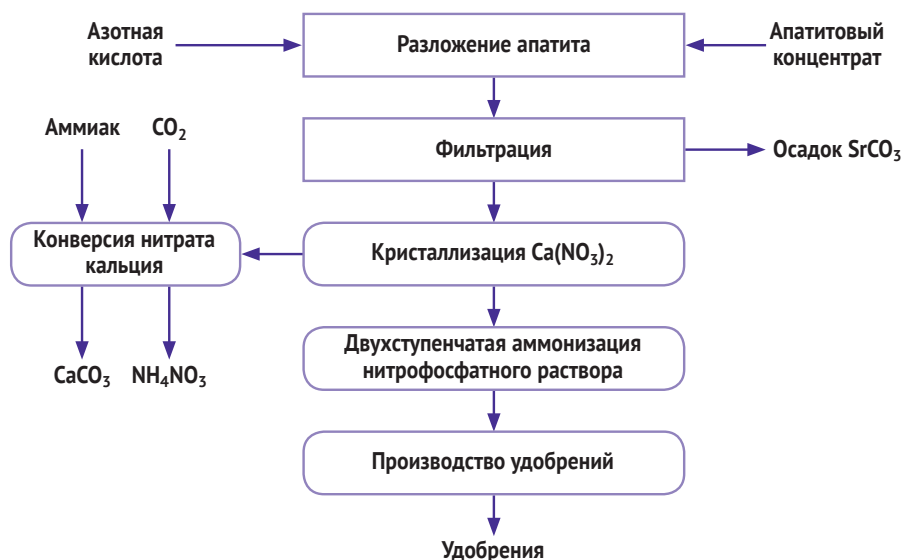 Азотная
кислота
Разложение апатита
Апатитовый
концентрат
Аммиак
CO₂
Фильтрация
Осадок SrCO₃
Конверсия нитрата
кальция
Кристаллизация Ca(NO₃)₂
Двухступенчатая аммонизация
нитрофосфатного раствора
CaCO₃
NH₄NO₃
Производство удобрений
Удобрения